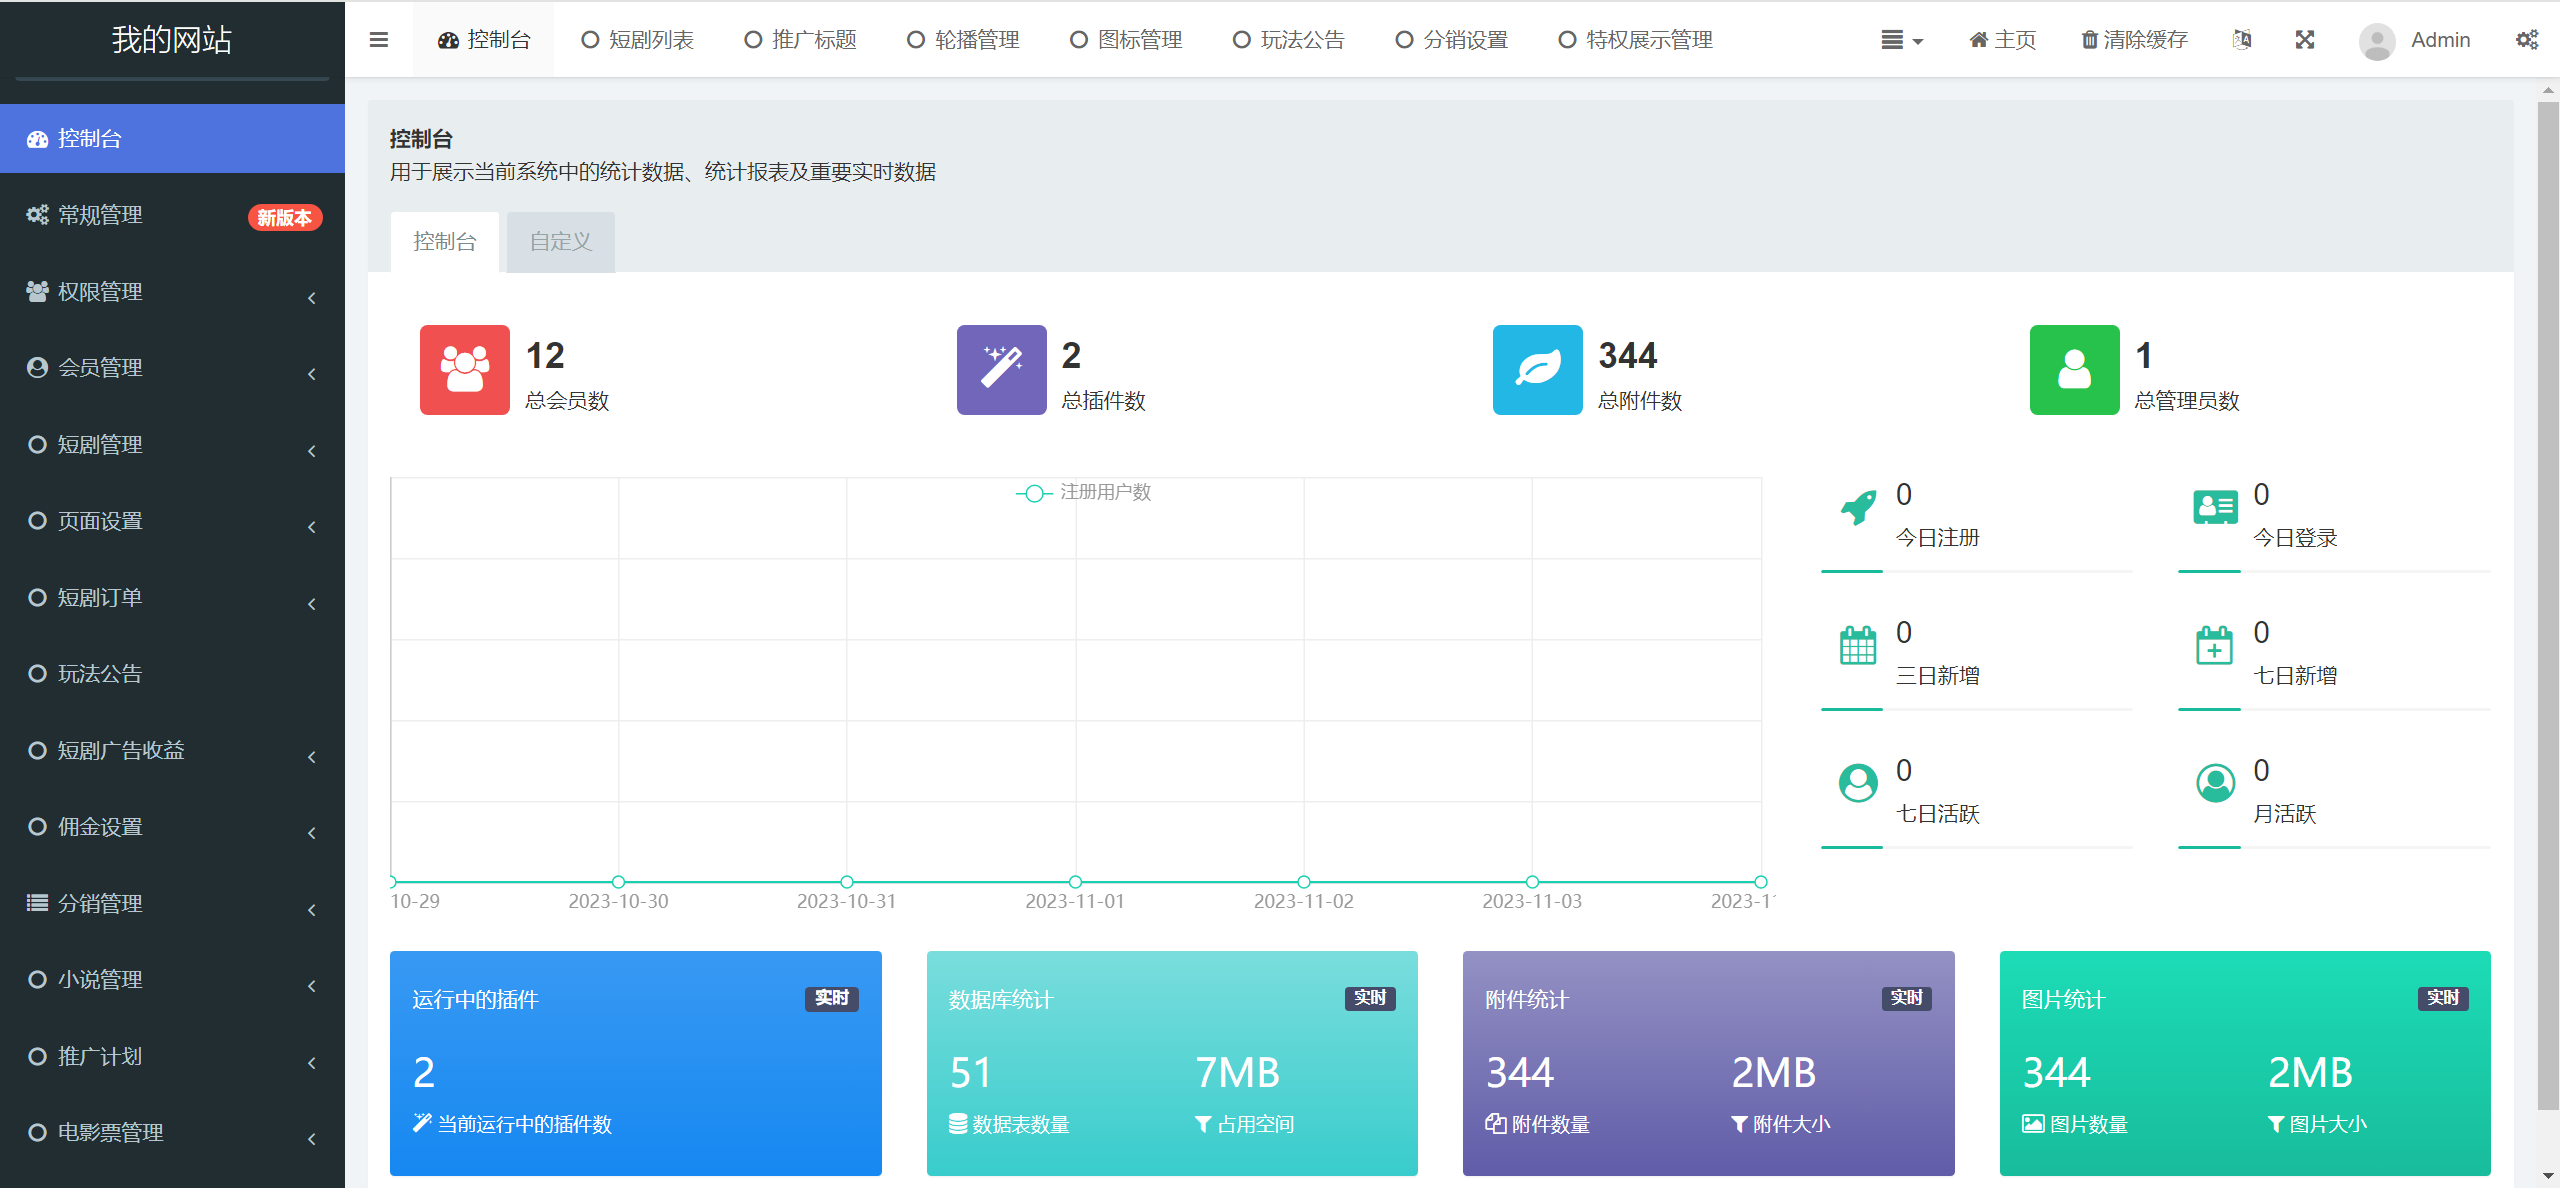 我的网站
控制台
常规管理 新版本
权限管理
会员管理
短剧管理
页面设置
短剧订单
玩法公告
短剧广告收益
佣金设置
分销管理
小说管理
推广计划
电影票管理
控制台 短剧列表 推广标题 轮播管理 图标管理 玩法公告 分销设置 特权展示管理 主页 清除缓存 Admin
控制台
用于展示当前系统中的统计数据、统计报表及重要实时数据
控制台 自定义
12
总会员数
2
总插件数
344
总附件数
1
总管理员数
注册用户数
10-29 2023-10-30 2023-10-31 2023-11-01 2023-11-02 2023-11-03 2023-1
0
今日注册
0
今日登录
0
三日新增
0
七日新增
0
七日活跃
0
月活跃
运行中的插件 实时
2
当前运行中的插件数
数据库统计 实时
51 7MB
数据表数量 占用空间
附件统计 实时
344 2MB
附件数量 附件大小
图片统计 实时
344 2MB
图片数量 图片大小